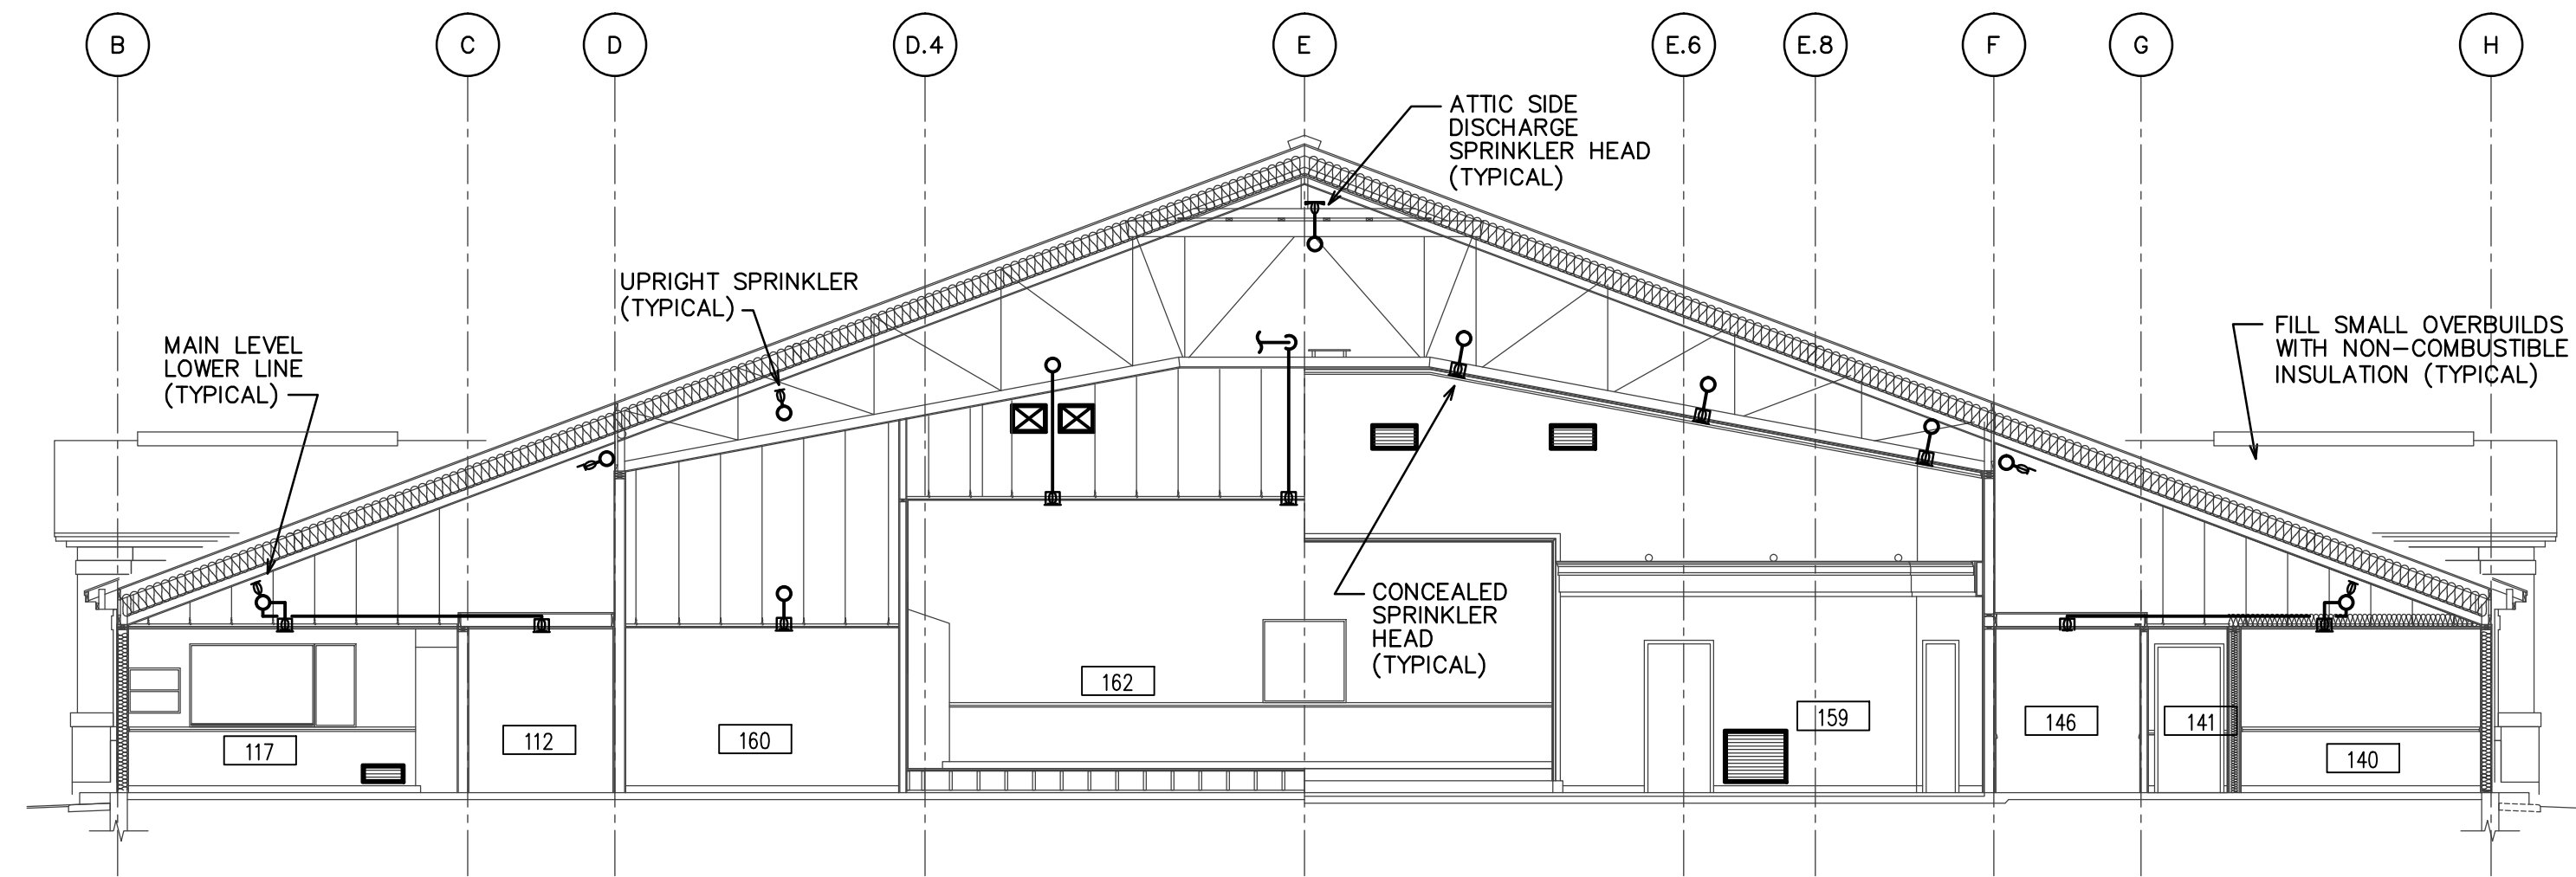 B
C
D
D.4
E
E.6
E.8
F
G
H
ATTIC SIDE
DISCHARGE
SPRINKLER HEAD
(TYPICAL)
UPRIGHT SPRINKLER
(TYPICAL)
MAIN LEVEL
LOWER LINE
(TYPICAL)
FILL SMALL OVERBUILDS
WITH NON-COMBUSTIBLE
INSULATION (TYPICAL)
CONCEALED
SPRINKLER
HEAD
(TYPICAL)
117
112
160
162
159
146
141
140